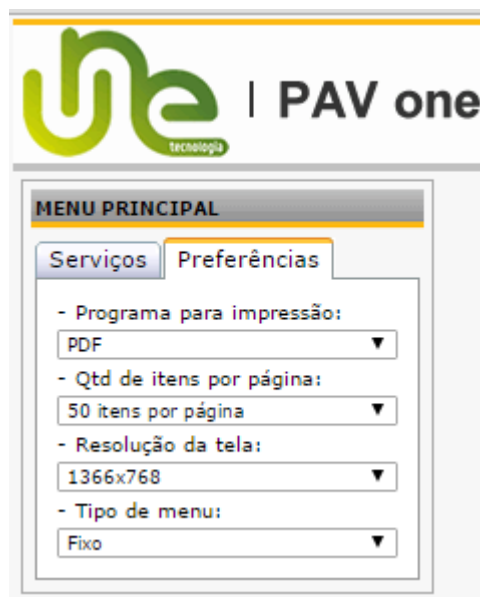 une
tecnologia
| PAV one
MENU PRINCIPAL
Serviços Preferências
- Programa para impressão:
PDF
- Qtd de itens por página:
50 itens por página
- Resolução da tela:
1366x768
- Tipo de menu:
Fixo